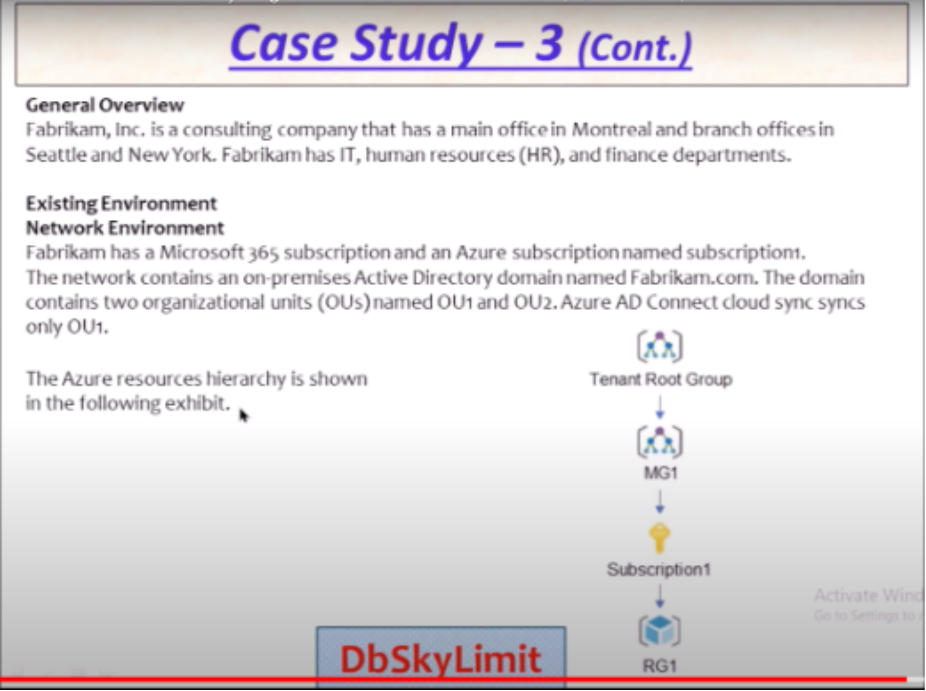 Case Study – 3 (Cont.)
General Overview
Fabrikam, Inc. is a consulting company that has a main office in Montreal and branch offices in
Seattle and New York. Fabrikam has IT, human resources (HR), and finance departments.
Existing Environment
Network Environment
Fabrikam has a Microsoft 365 subscription and an Azure subscription named subscription1.
The network contains an on-premises Active Directory domain named Fabrikam.com. The domain
contains two organizational units (OUs) named OU1 and OU2. Azure AD Connect cloud sync syncs
only OU1.
The Azure resources hierarchy is shown
in the following exhibit.
Tenant Root Group
MG1
Subscription1
RG1
Activate Wind
Go to Settings to
DbSkyLimit